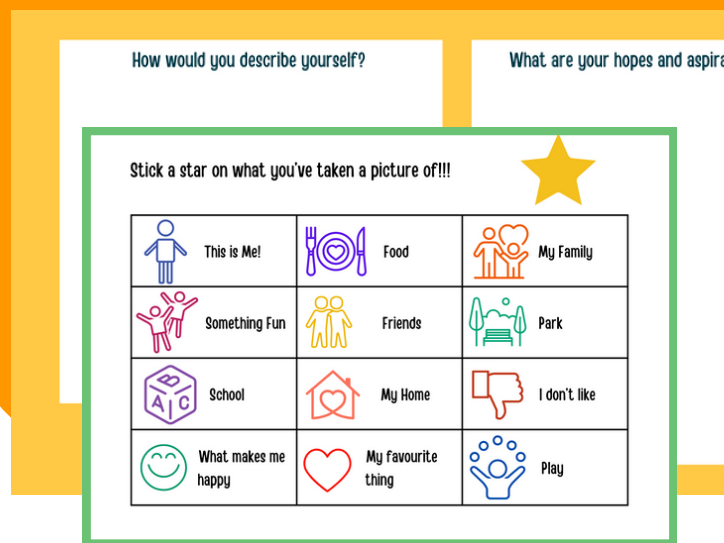 How would you describe yourself?
What are your hopes and
Stick a star on what you've taken a picture of!!!
This is Me!
Food
My Family
Something Fun
Friends
Park
School
My Home
I don't like
What makes me
happy
My favourite
thing
Play
A B C